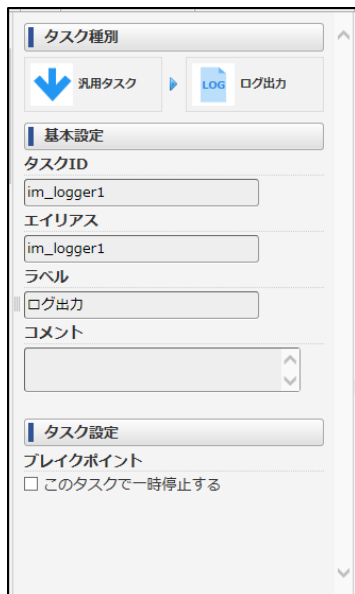 タスク種別
汎用タスク
LOG
ログ出力
基本設定
タスクID
im_logger1
エイリアス
im_logger1
ラベル
ログ出力
コメント
タスク設定
ブレイクポイント
このタスクで一時停止する